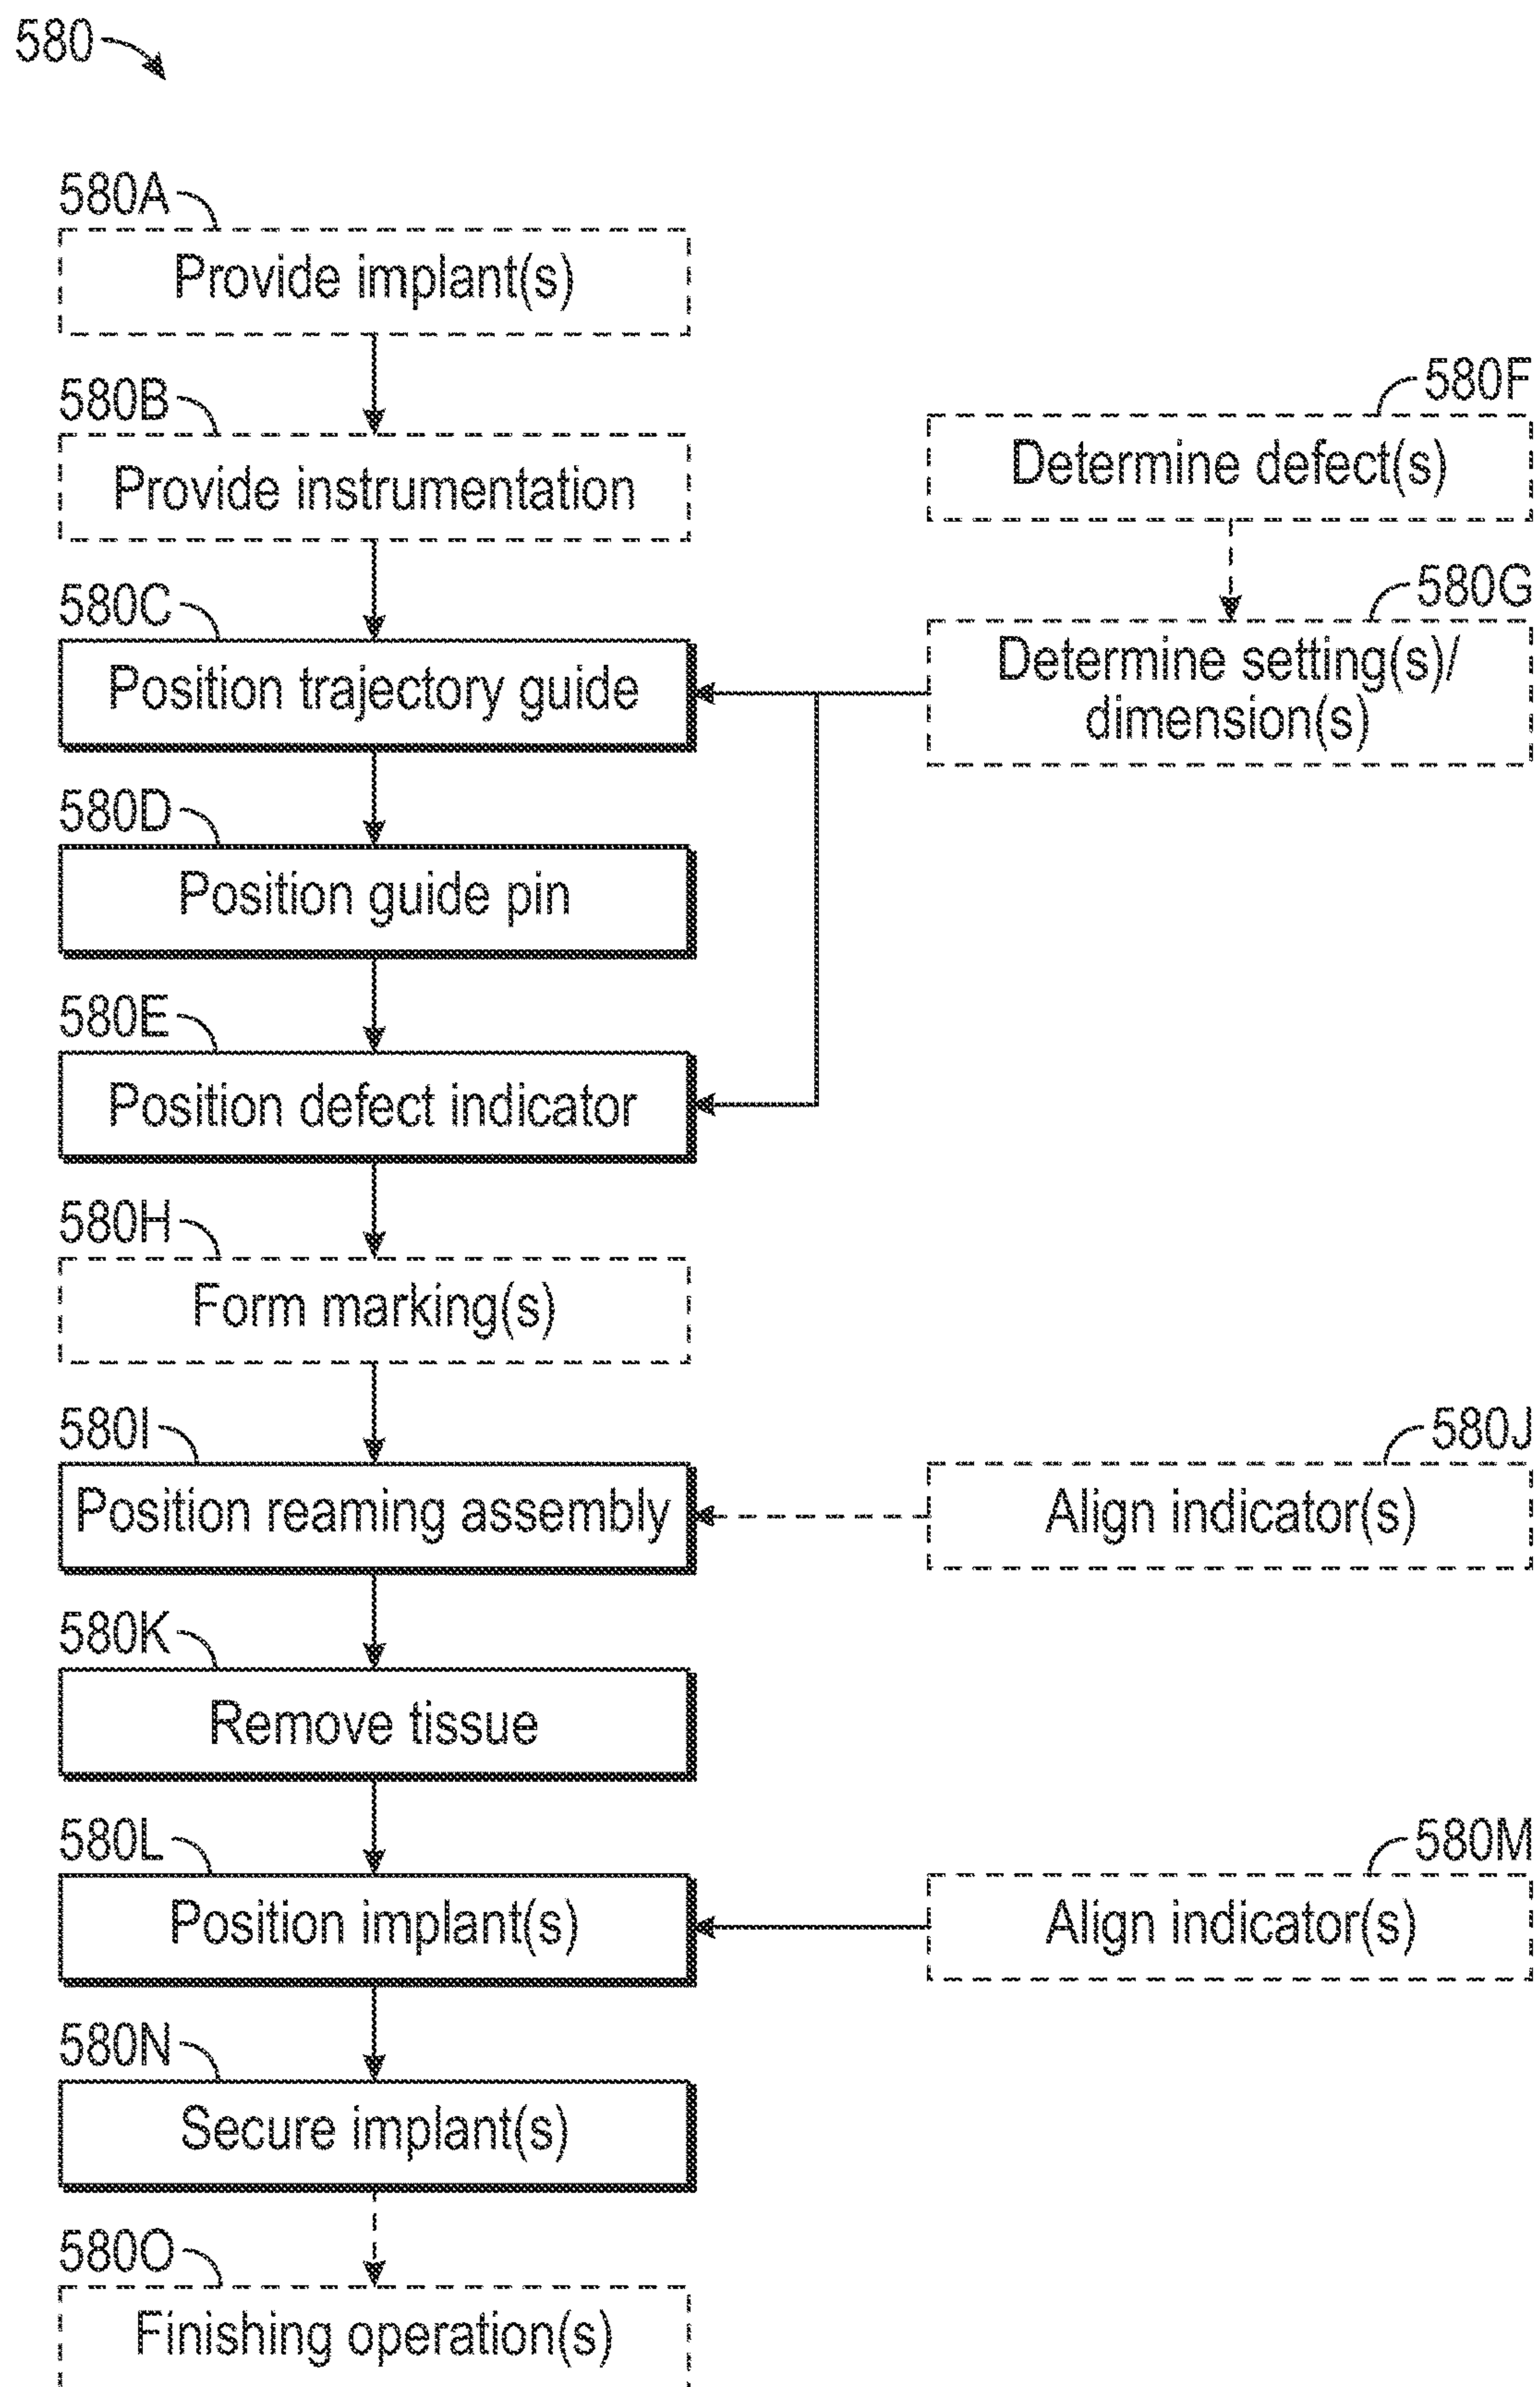 580
580A
Provide implant(s)
580B
Provide instrumentation
580F
Determine defect(s)
580C
Position trajectory guide
580G
Determine setting(s)/
dimension(s)
580D
Position guide pin
580E
Position defect indicator
580H
Form marking(s)
580I
Position reaming assembly
580J
Align indicator(s)
580K
Remove tissue
580L
Position implant(s)
580M
Align indicator(s)
580N
Secure implant(s)
580O
Finishing operation(s)